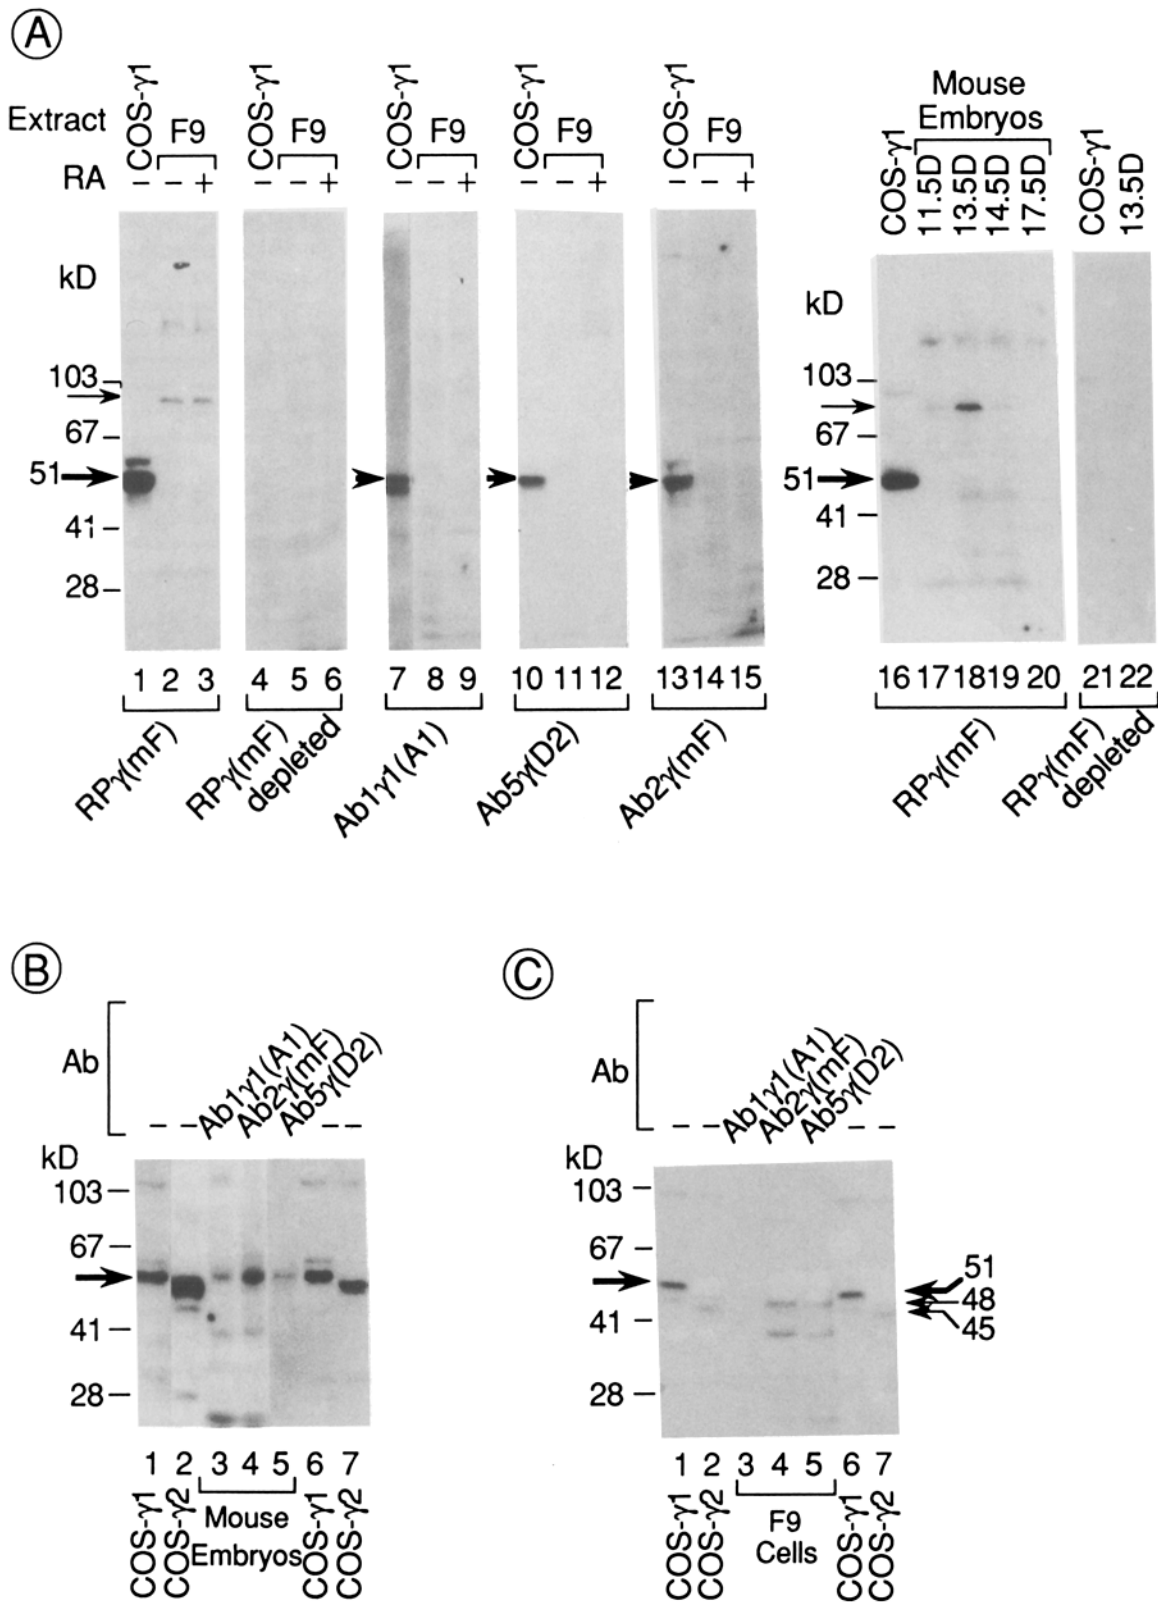 A
Extract
COS-γ1 F9
COS-γ1 F9
COS-γ1 F9
COS-γ1 F9
COS-γ1 F9
RA
– – + – – + – – + – – + – – +
Mouse
Embryos
COS-γ1 11.5D 13.5D 14.5D 17.5D
COS-γ1 13.5D
kD
103
67
51
41
28
kD
103
67
51
41
28
1 2 3 4 5 6 7 8 9 10 11 12 13 14 15 16 17 18 19 20 21 22
RPγ(mF)
RPγ(mF)
depleted
Ab1γ1(A1)
Ab5γ(D2)
Ab2γ(mF)
RPγ(mF)
RPγ(mF)
depleted
B
Ab
– – Ab1γ1(A1) Ab2γ(mF) Ab5γ(D2) – –
kD
103
67
41
28
1 2 3 4 5 6 7
COS-γ1 COS-γ2
Mouse
Embryos
COS-γ1 COS-γ2
C
Ab
– – Ab1γ1(A1) Ab2γ(mF) Ab5γ(D2) – –
kD
103
67
41
28
51
48
45
1 2 3 4 5 6 7
COS-γ1 COS-γ2
F9
Cells
COS-γ1 COS-γ2